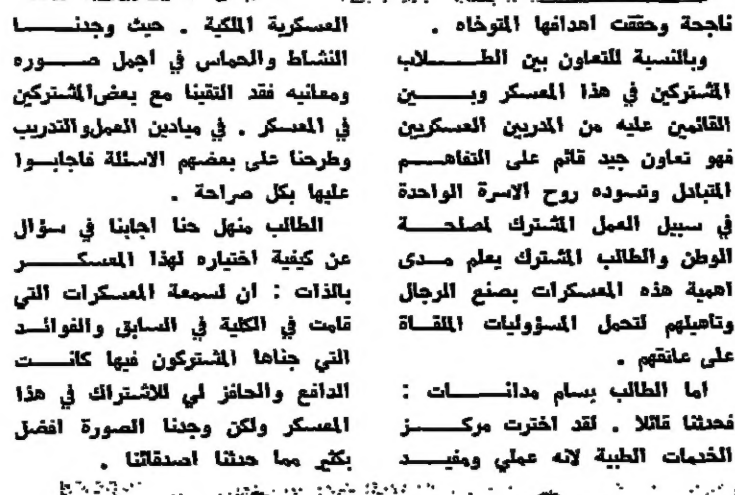 العسكرية الملكية . حيث وجدنا
النشاط والحماس في اجمل صوره
ومعانيه فقد التقينا مع بعض المشتركين
في المعسكر . في ميادين العمل والتدريب
وطرحنا على بعضهم الاسئلة فاجابوا
عليها بكل صراحة .
الطالب منهل حنا اجابنا في سؤال
عن كيفية اختياره لهذا المعسكر
بالذات : ان لسمعة المعسكرات التي
قامت في الكلية في السابق والفوائد
التي جناها المشتركون فيها كانت
الدافع والحافز لي للاشتراك في هذا
المعسكر ولكن وجدنا الصورة افضل
بكثير مما حدثنا اصدقائنا .
ناجحة وحققت اهدافها المتوخاه .
وبالنسبة للتعاون بين الطلاب
المشتركين في هذا المعسكر وبين
القائمين عليه من المدربين العسكريين
فهو تعاون جيد قائم على التفاهم
المتبادل وتسوده روح الاسرة الواحدة
في سبيل العمل المشترك لمصلحة
الوطن والطالب المشترك يعلم مدى
اهمية هذه المعسكرات بصنع الرجال
وتاهيلهم لتحمل المسؤوليات الملقاة
على عاتقهم .
اما الطالب بسام مدانات :
فحدثنا قائلا . لقد اخترت مركز
الخدمات الطبية لانه عملي ومفيد